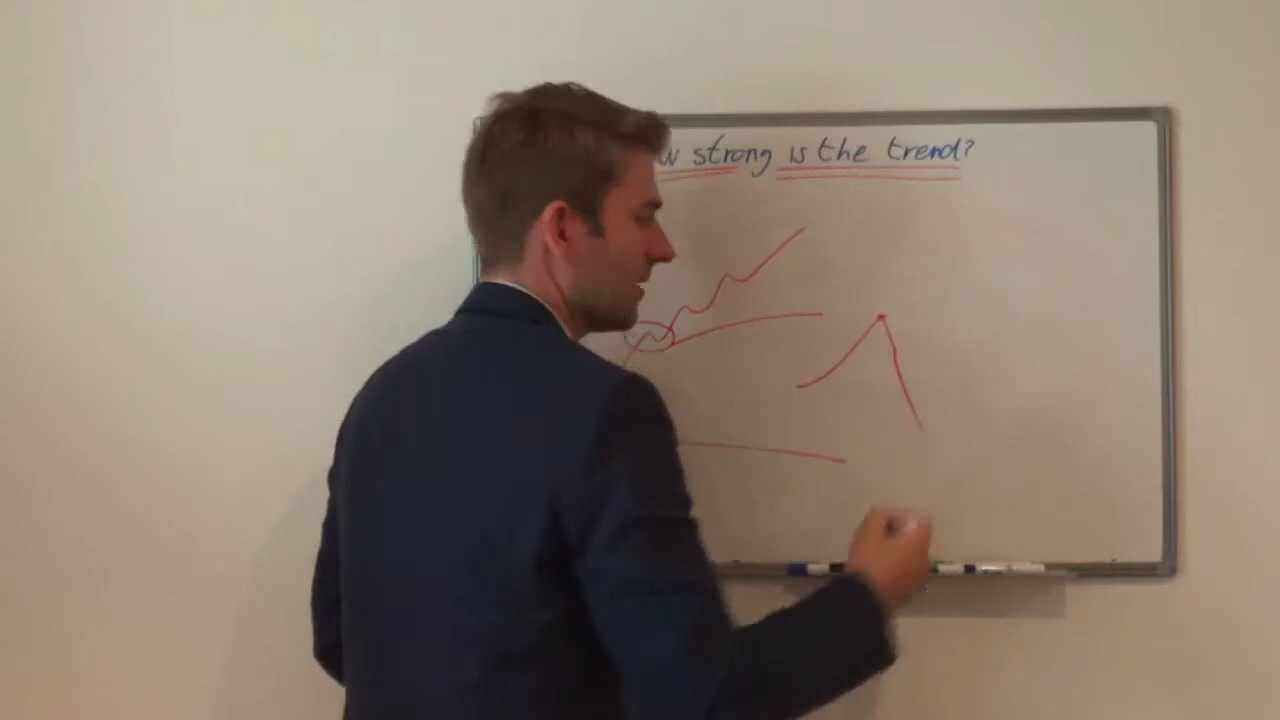 strong is the trend?